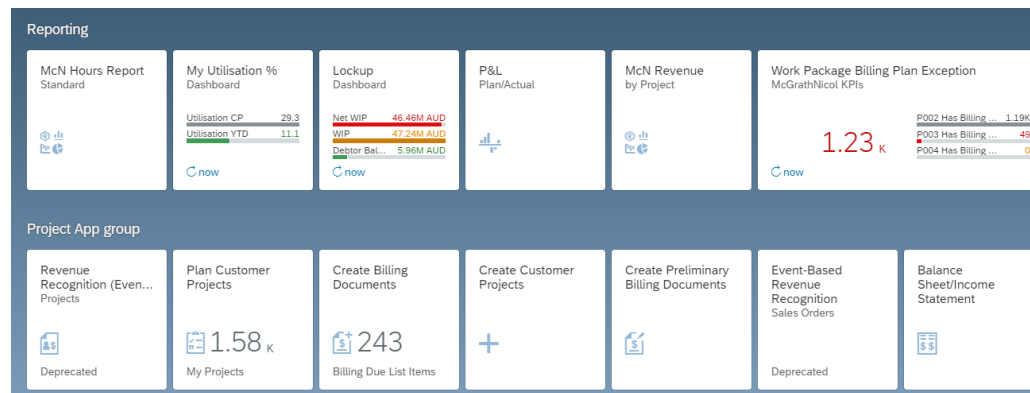 Reporting
McN Hours Report
Standard
My Utilisation %
Dashboard
Utilisation CP 29.3
Utilisation YTD 11.1
now
Lockup
Dashboard
Net WIP 46.46M AUD
WIP 47.24M AUD
Debtor Bal... 5.96M AUD
now
P&L
Plan/Actual
McN Revenue
by Project
Work Package Billing Plan Exception
McGrathNicol KPIs
1.23 K
P002 Has Billing ... 1.19K
P003 Has Billing ... 49
P004 Has Billing ... 0
now
Project App group
Revenue
Recognition (Even...
Projects
Deprecated
Plan Customer
Projects
1.58 K
My Projects
Create Billing
Documents
243
Billing Due List Items
Create Customer
Projects
Create Preliminary
Billing Documents
Event-Based
Revenue
Recognition
Sales Orders
Deprecated
Balance
Sheet/Income
Statement